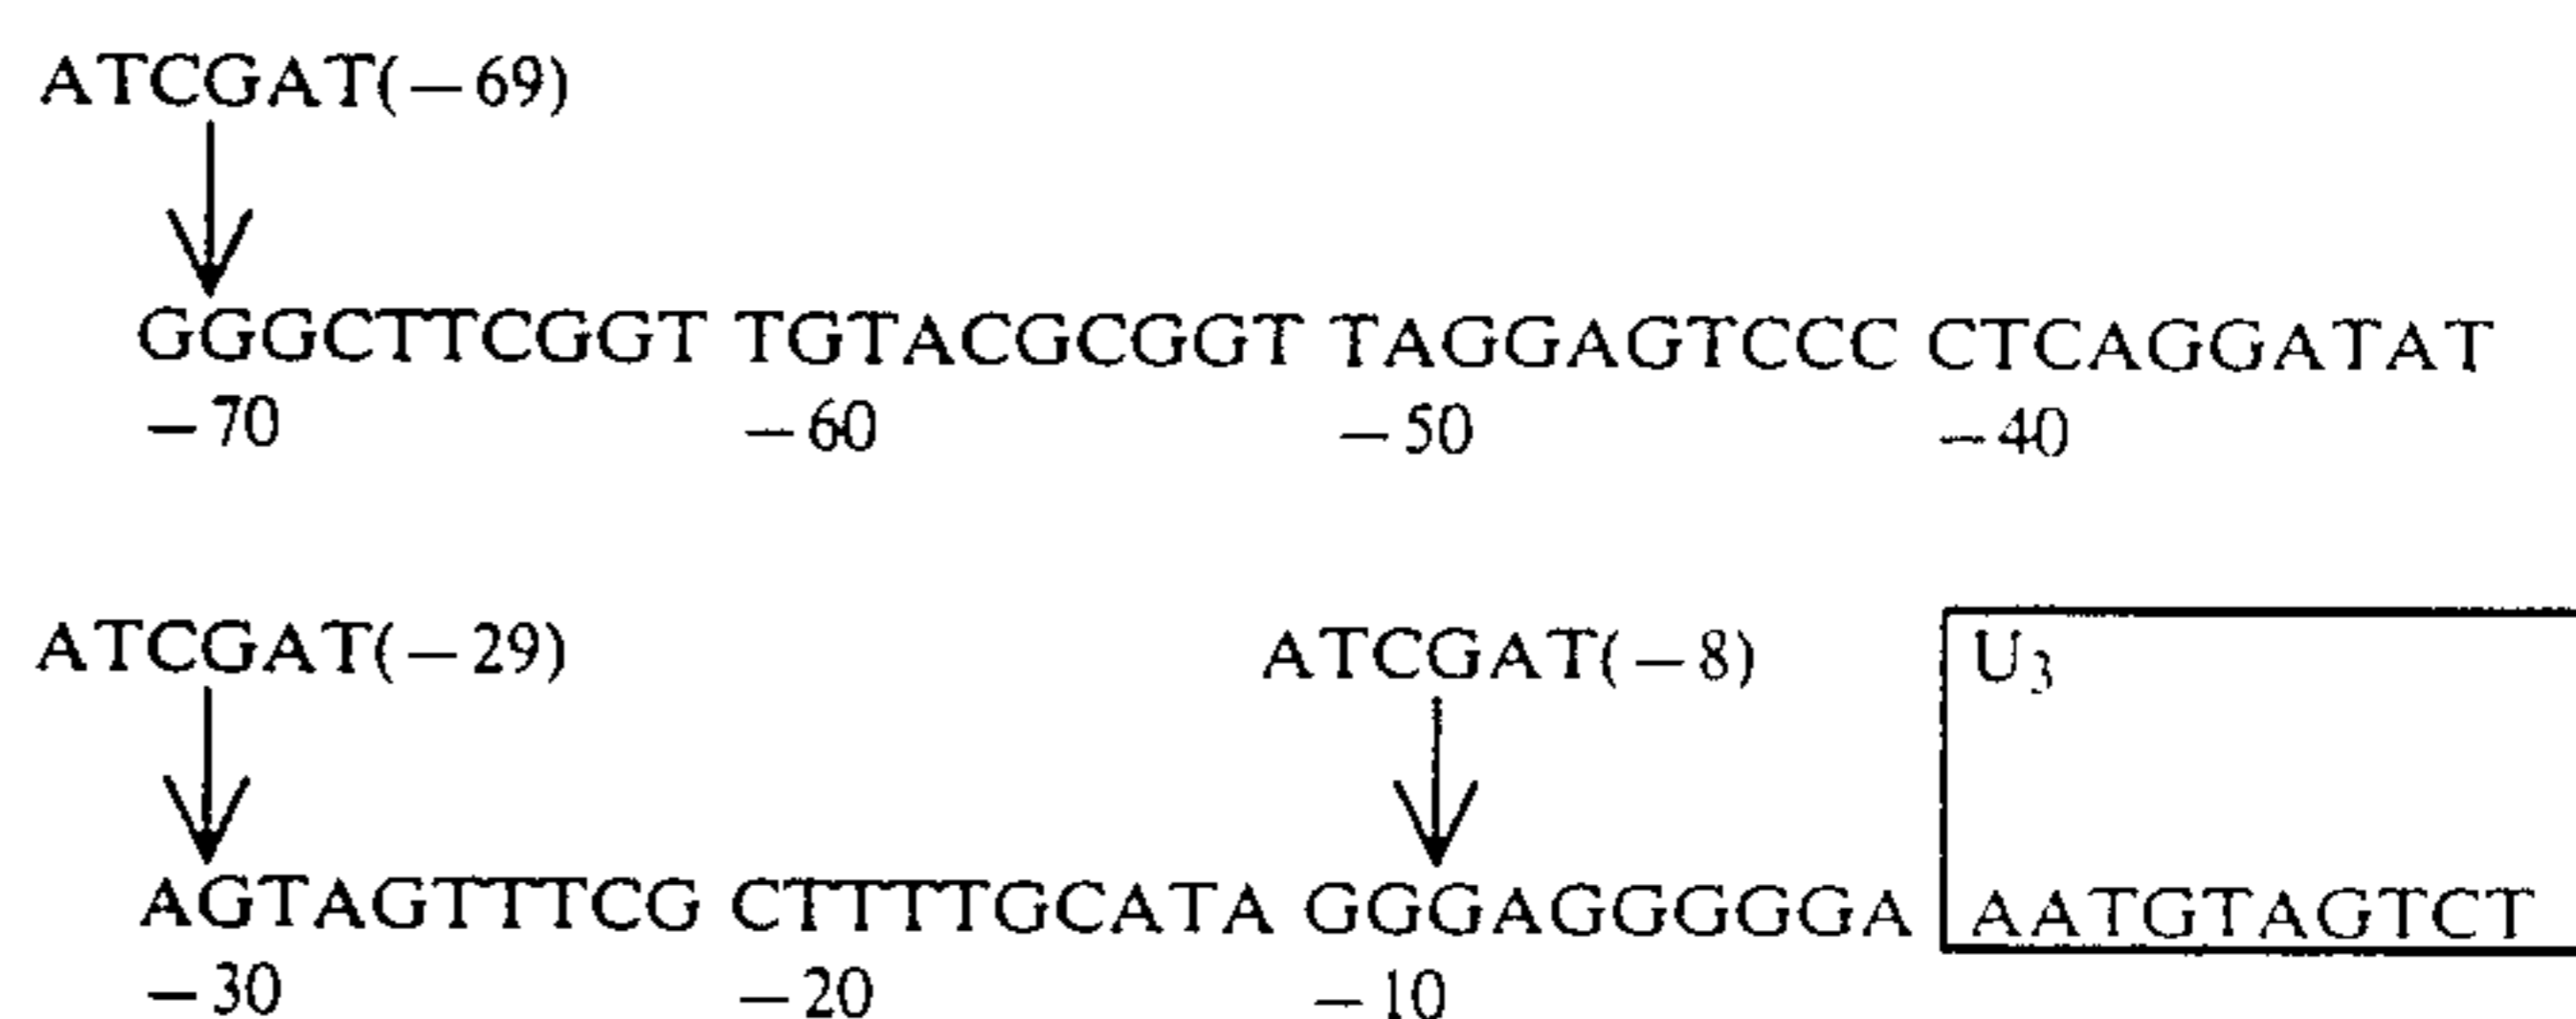 ATCGAT(−69)
GGGCTTCGGT TGTACGCGGT TAGGAGTCCC CTCAGGATAT
−70 −60 −50 −40
ATCGAT(−29) ATCGAT(−8) U₃
AGTAGTTTCG CTTTTGCATA GGGAGGGGGA AATGTAGTCT
−30 −20 −10